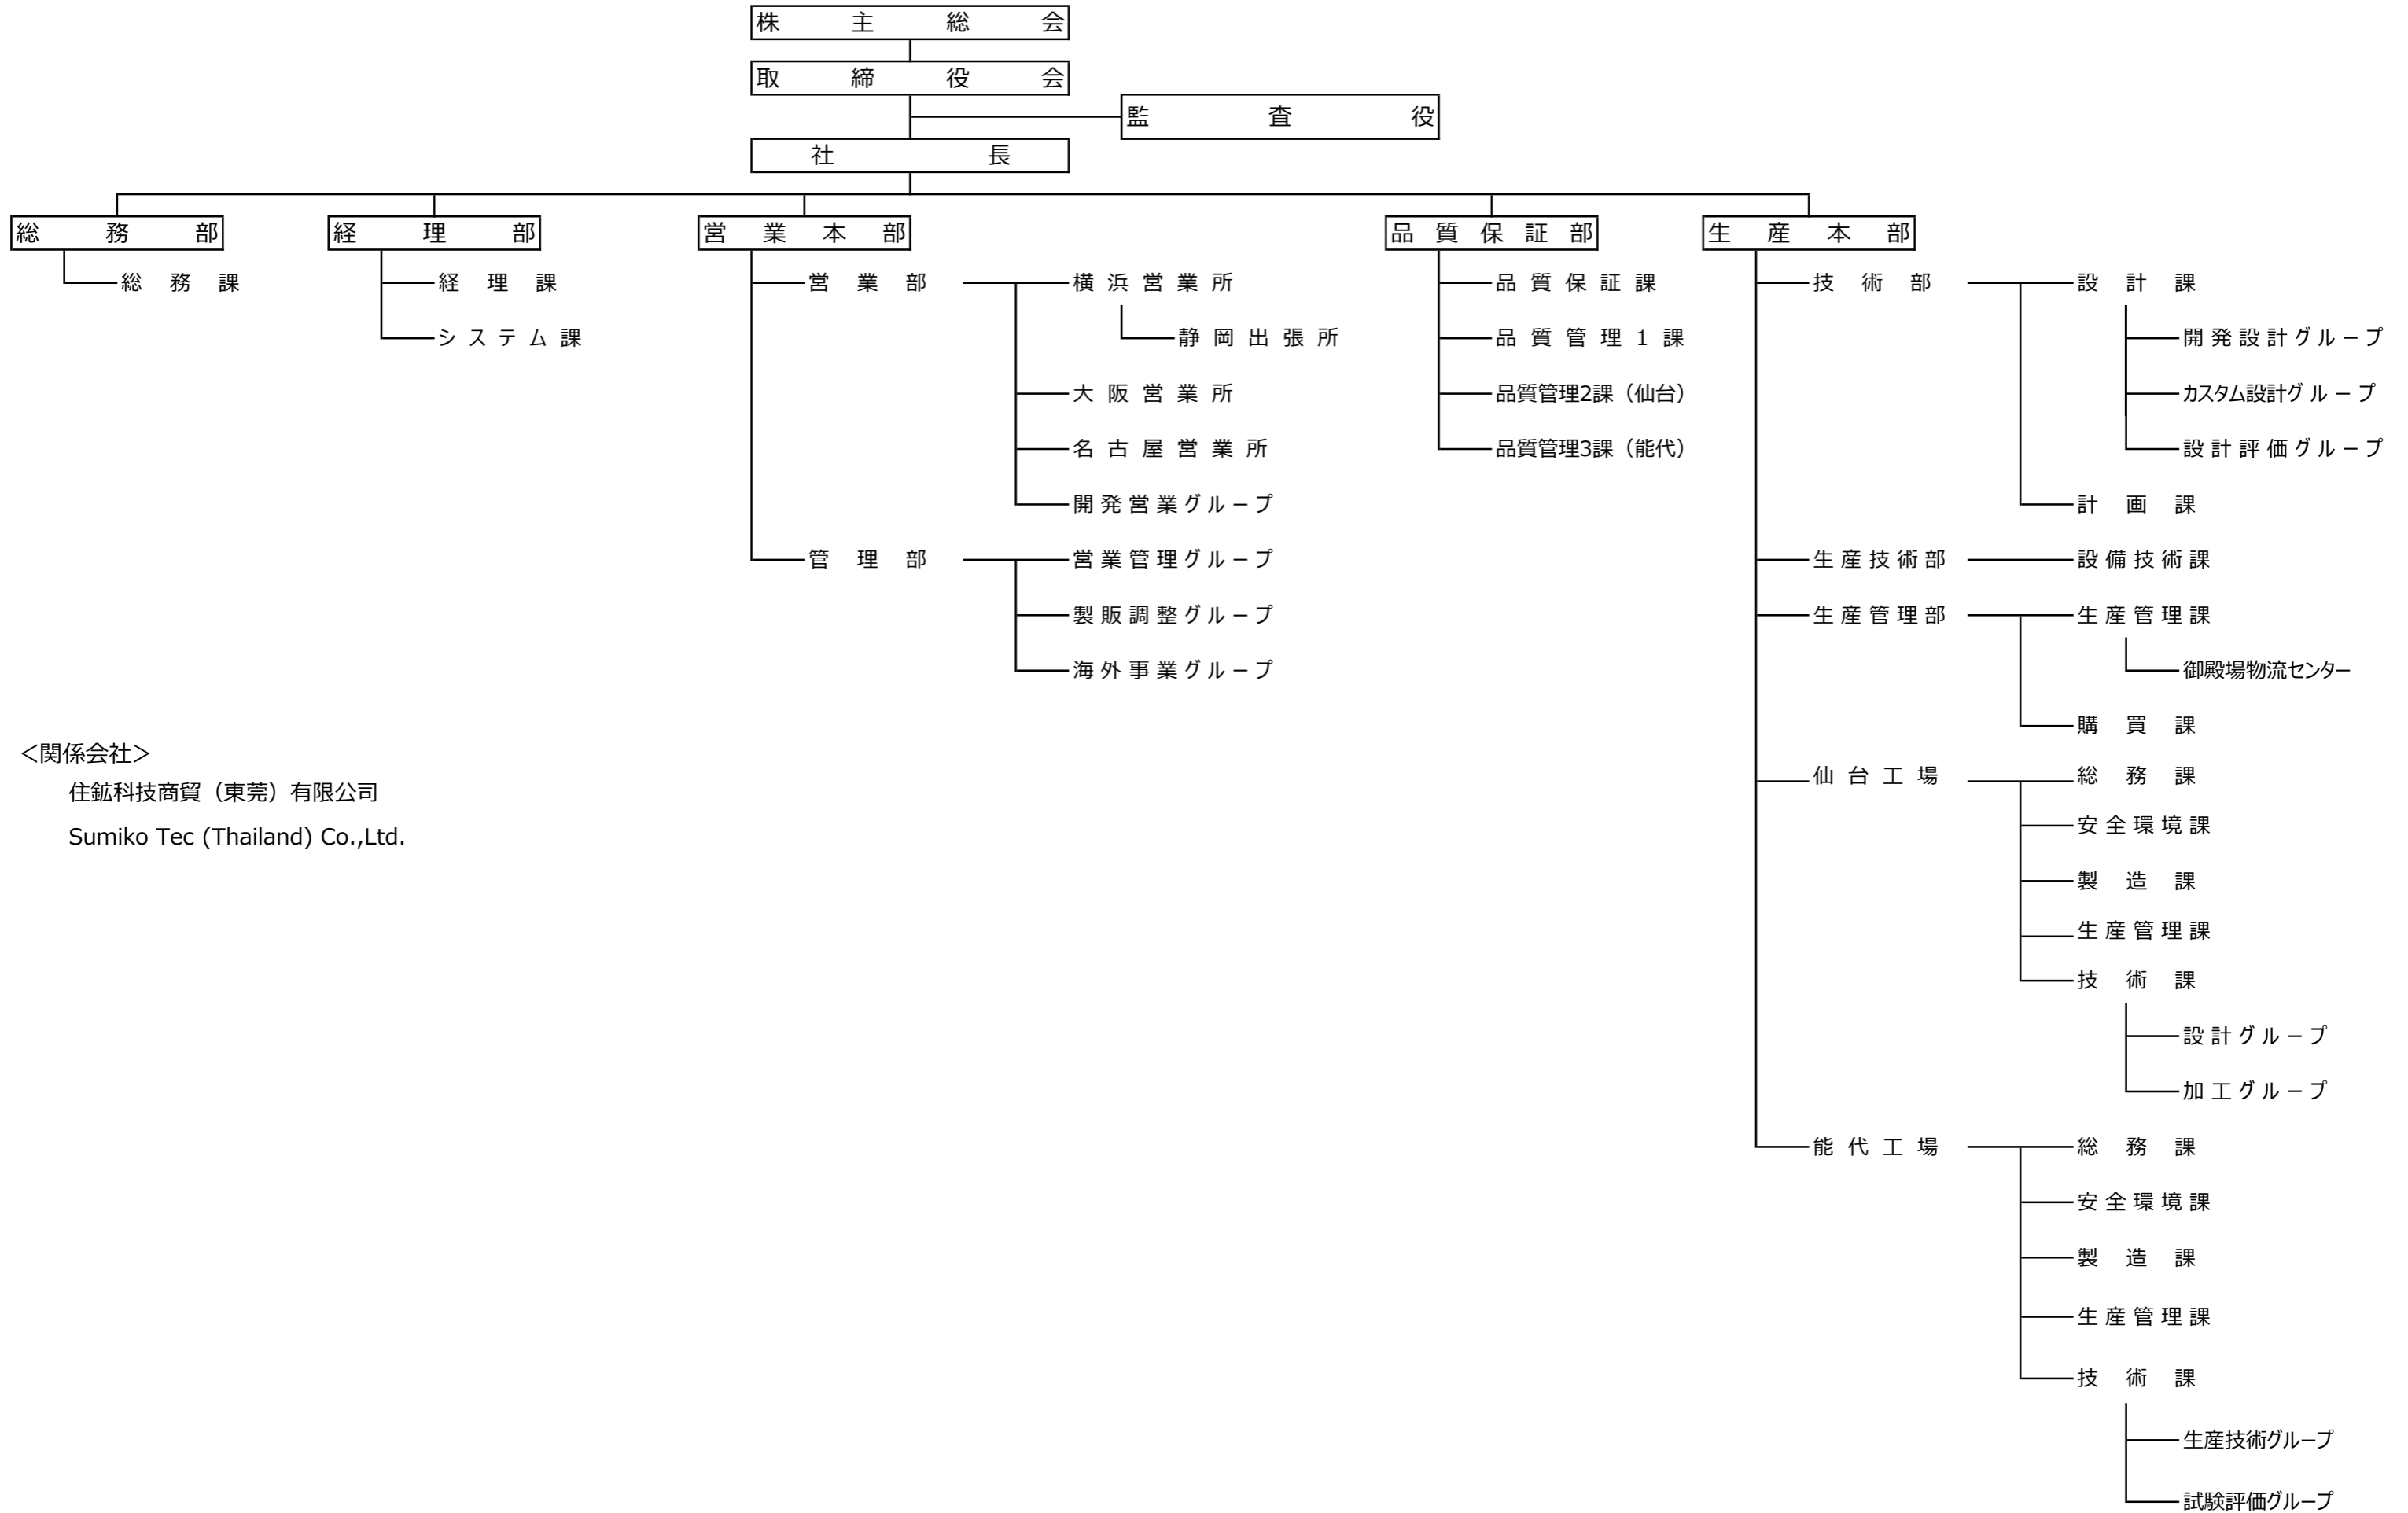 株主総会
取締役会
監査役
社長
総務部
総務課
経理部
経理課
システム課
営業本部
営業部
横浜営業所
静岡出張所
大阪営業所
名古屋営業所
開発営業グループ
管理部
営業管理グループ
製販調整グループ
海外事業グループ
品質保証部
品質保証課
品質管理1課
品質管理2課（仙台）
品質管理3課（能代）
生産本部
技術部
設計課
開発設計グループ
カスタム設計グループ
設計評価グループ
計画課
生産技術部
設備技術課
生産管理部
生産管理課
御殿場物流センター
購買課
仙台工場
総務課
安全環境課
製造課
生産管理課
技術課
設計グループ
加工グループ
能代工場
総務課
安全環境課
製造課
生産管理課
技術課
生産技術グループ
試験評価グループ
＜関係会社＞
住鉱科技商貿（東莞）有限公司
Sumiko Tec (Thailand) Co.,Ltd.